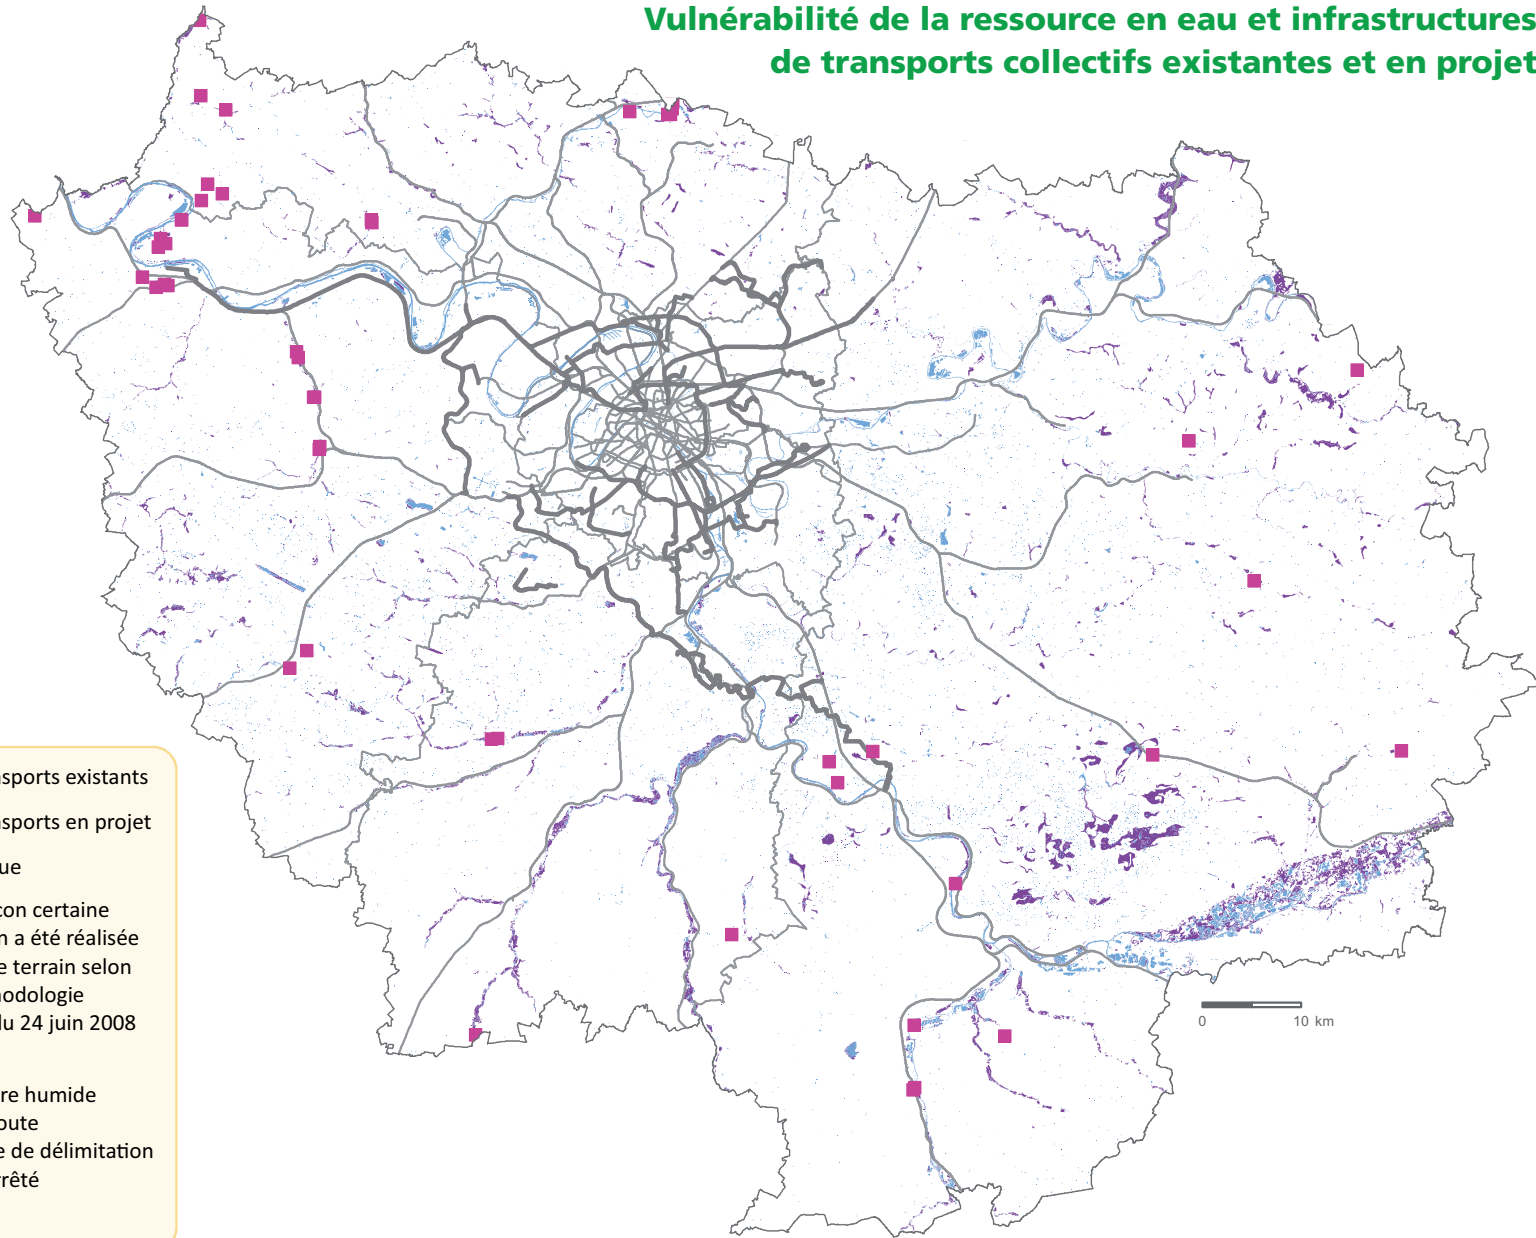 Vulnérabilité de la ressource en eau et infrastructures
de transports collectifs existantes et en projet
sports existants
sports en projet
ue
con certaine
n a été réalisée
e terrain selon
odologie
u 24 juin 2008
re humide
oute
e de délimitation
rrêté
0 10 km